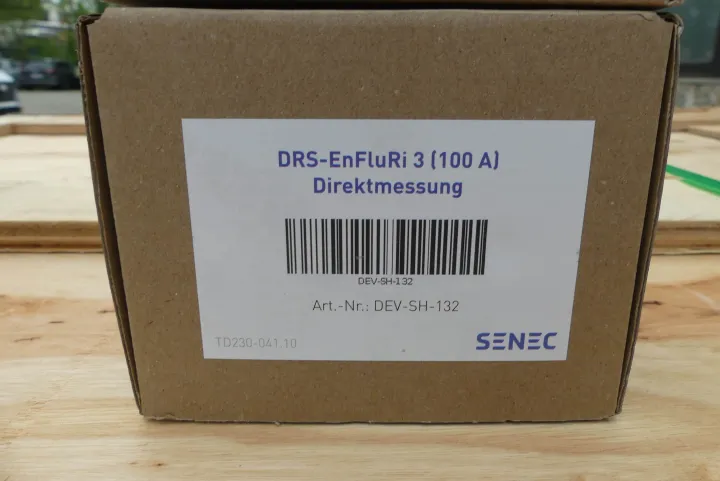 DRS-EnFluRi 3 (100 A)
Direktmessung
DEV-SH-132
Art.-Nr.: DEV-SH-132
TD230-041.10
SENEC